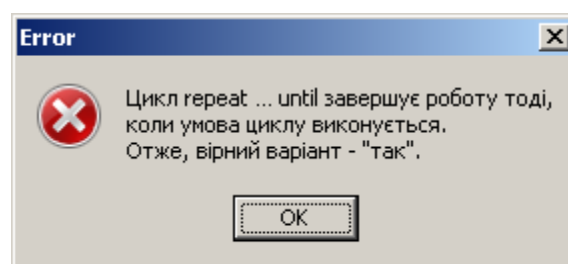 Error
Цикл repeat ... until завершує роботу тоді,
коли умова циклу виконується.
Отже, вірний варіант - "так".
OK